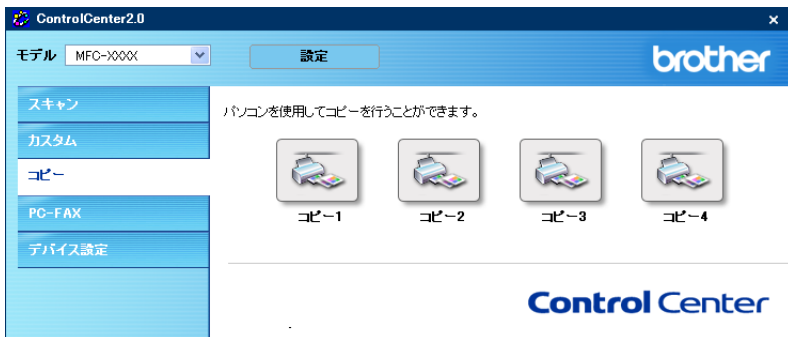 ControlCenter2.0
モデル MFC-XXXX 設定 brother
スキャン
カスタム
コピー
PC-FAX
デバイス設定
パソコンを使用してコピーを行うことができます。
コピー1 コピー2 コピー3 コピー4
Control Center